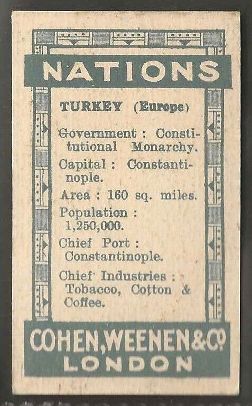 NATIONS
TURKEY (Europe)
Government : Consti-
tutional Monarchy.
Capital : Constanti-
nople.
Area : 160 sq. miles.
Population :
1,250,000.
Chief Port :
Constantinople.
Chief Industries :
Tobacco, Cotton &
Coffee.
COHEN, WEENEN & CO
LONDON